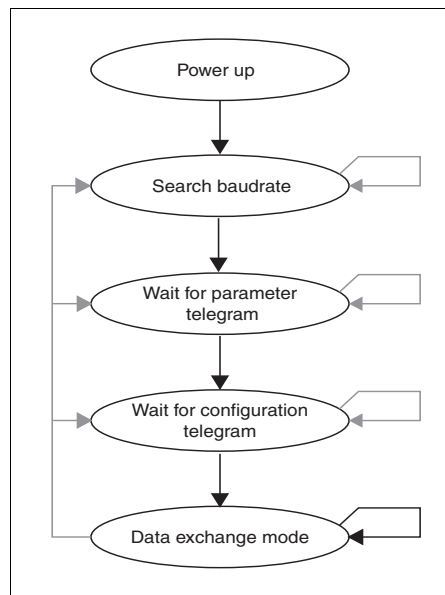 Power up
Search baudrate
Wait for parameter
telegram
Wait for configuration
telegram
Data exchange mode